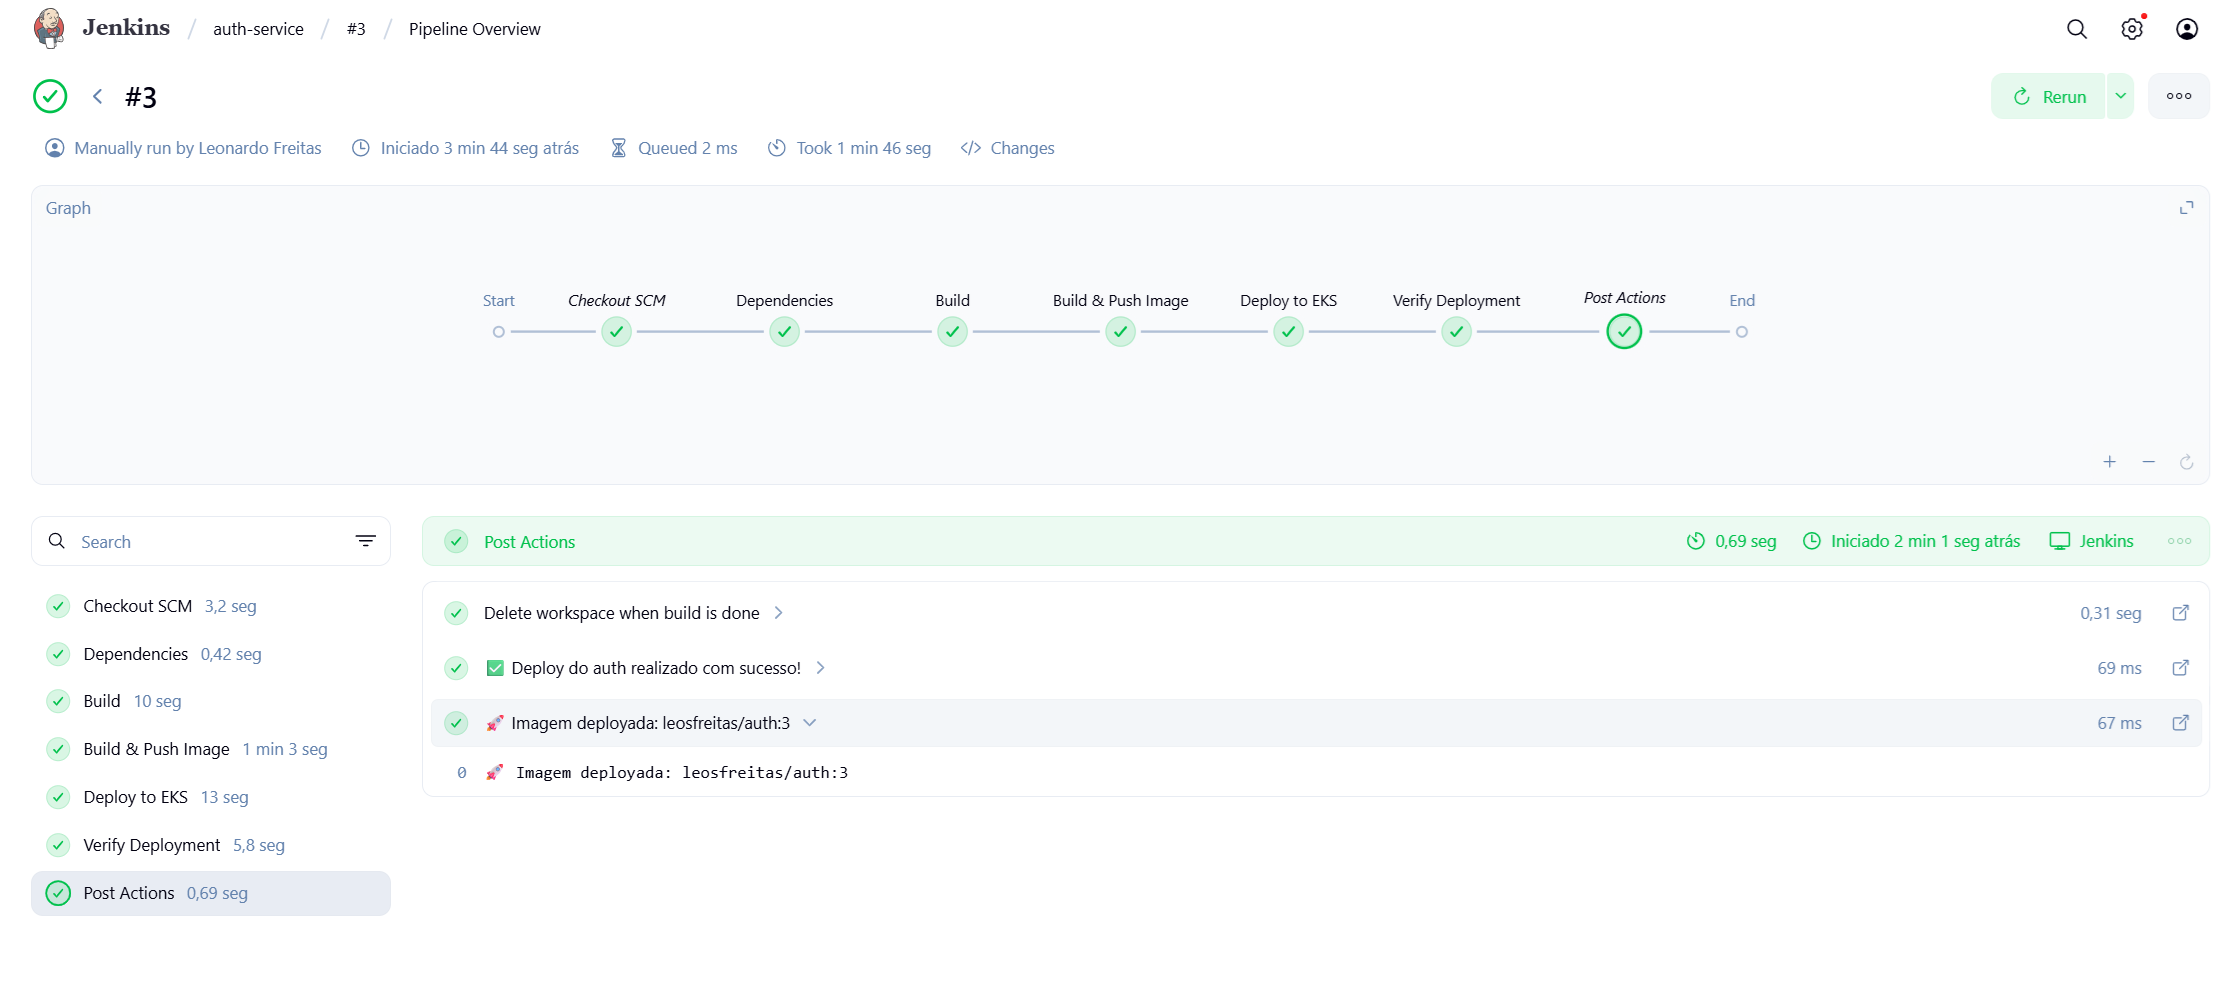 Jenkins / auth-service / #3 / Pipeline Overview
#3
Rerun
Manually run by Leonardo Freitas Iniciado 3 min 44 seg atrás Queued 2 ms Took 1 min 46 seg </> Changes
Graph
Start Checkout SCM Dependencies Build Build & Push Image Deploy to EKS Verify Deployment Post Actions End
Search
Checkout SCM 3,2 seg
Dependencies 0,42 seg
Build 10 seg
Build & Push Image 1 min 3 seg
Deploy to EKS 13 seg
Verify Deployment 5,8 seg
Post Actions 0,69 seg
Post Actions 0,69 seg Iniciado 2 min 1 seg atrás Jenkins
Delete workspace when build is done 0,31 seg
✅ Deploy do auth realizado com sucesso! 69 ms
🚀 Imagem deployada: leosfreitas/auth:3 67 ms
0 🚀 Imagem deployada: leosfreitas/auth:3